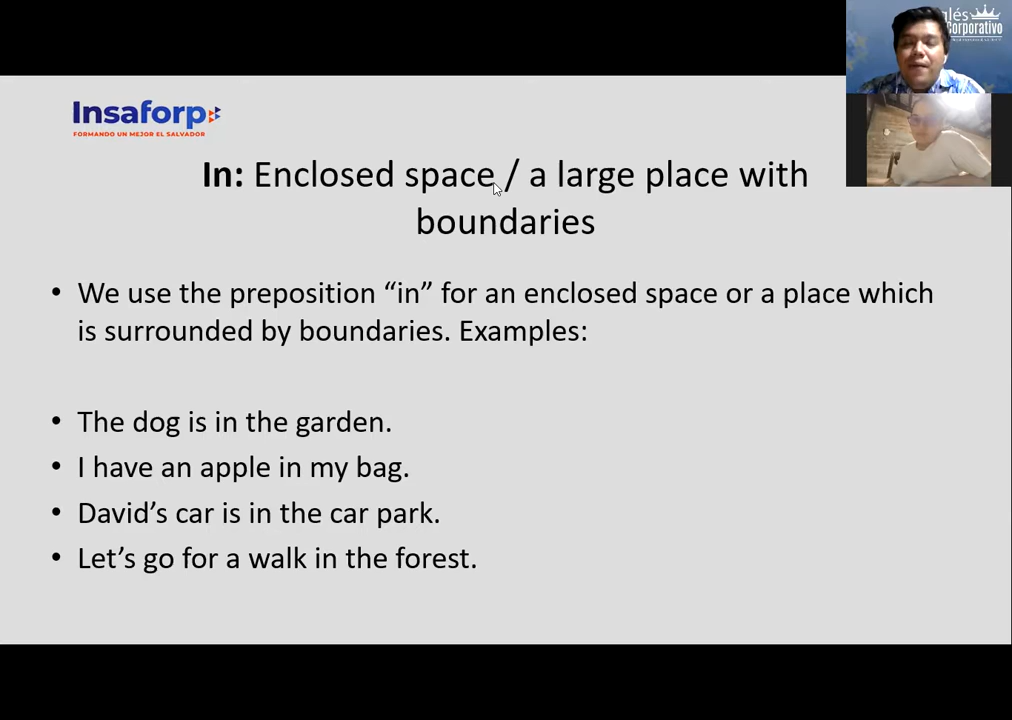 Inglés
Corporativo
Insaforp
FORMANDO UN MEJOR EL SALVADOR
In: Enclosed space / a large place with
boundaries
• We use the preposition “in” for an enclosed space or a place which
is surrounded by boundaries. Examples:
• The dog is in the garden.
• I have an apple in my bag.
• David’s car is in the car park.
• Let’s go for a walk in the forest.